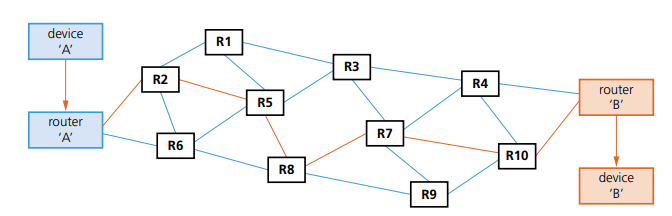 device
‘A’
router
‘A’
R1
R2
R3
R4
R5
R6
R7
R8
R9
R10
router
‘B’
device
‘B’